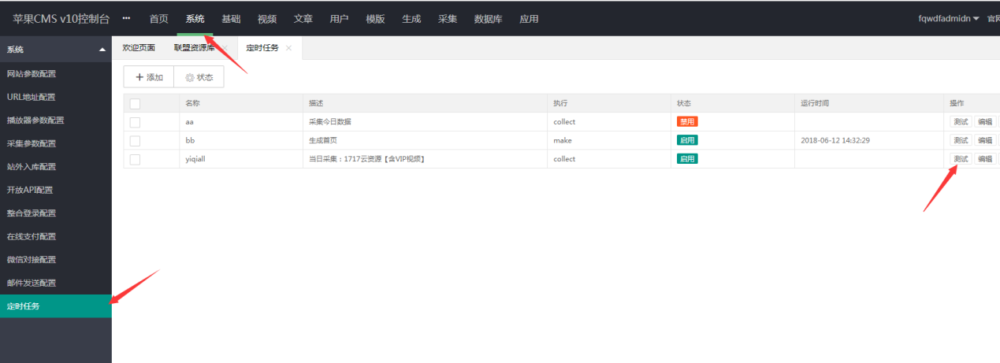 苹果CMS v10控制台 ··· 首页 系统 基础 视频 文章 用户 模版 生成 采集 数据库 应用 fqwdfadmidn 官网
系统 欢迎页面 联盟资源库 × 定时任务 ×
网站参数配置
URL地址配置
播放器参数配置
采集参数配置
站外入库配置
开放API配置
整合登录配置
在线支付配置
微信对接配置
邮件发送配置
定时任务
+ 添加 状态
名称 描述 执行 状态 运行时间 操作
aa 采集今日数据 collect 禁用 测试 编辑
bb 生成首页 make 启用 2018-06-12 14:32:29 测试 编辑
yiqiall 当日采集：1717云资源【含VIP视频】 collect 启用 测试 编辑